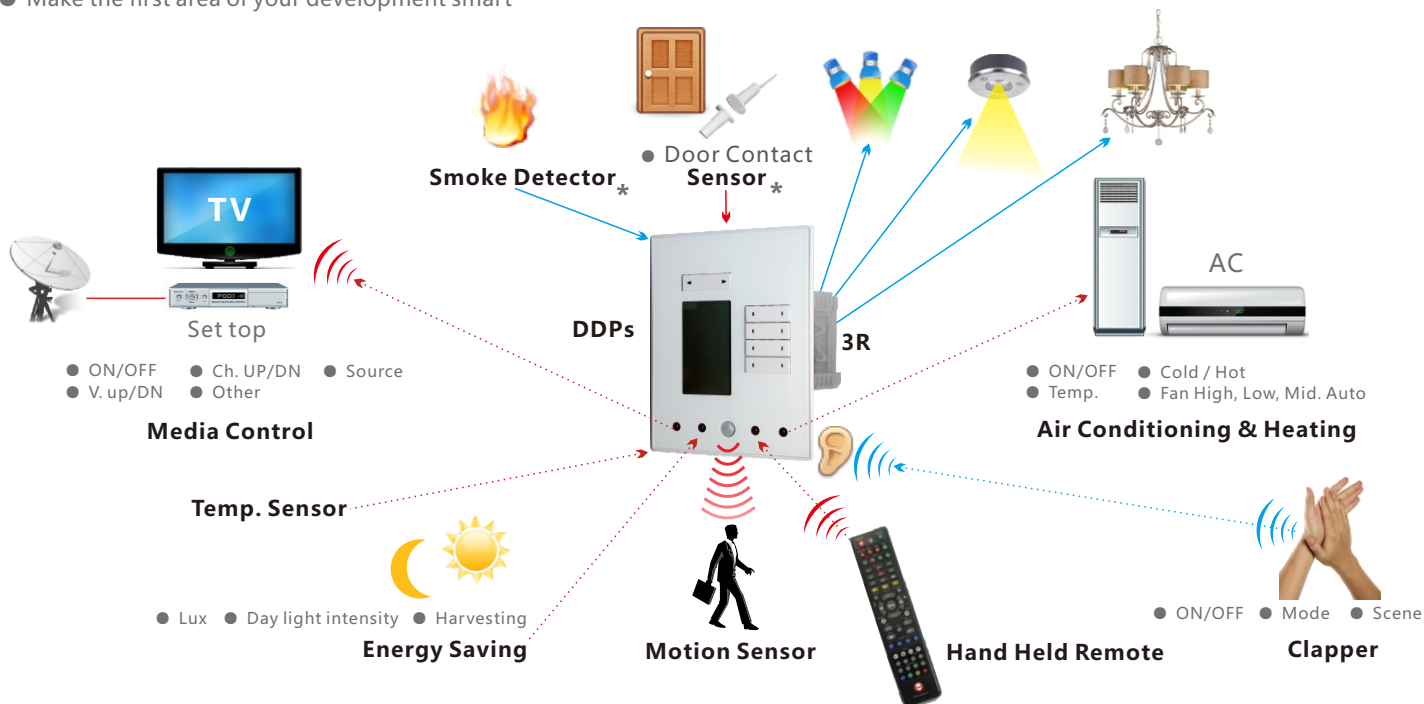 ● Make the first area of your development smart
● Door Contact
Smoke Detector*
Sensor*
TV
AC
Set top
DDPs
3R
● ON/OFF ● Ch. UP/DN ● Source
● V. up/DN ● Other
Media Control
● ON/OFF ● Cold / Hot
● Temp. ● Fan High, Low, Mid. Auto
Air Conditioning & Heating
Temp. Sensor
● Lux ● Day light intensity ● Harvesting
Energy Saving
Motion Sensor
Hand Held Remote
● ON/OFF ● Mode ● Scene
Clapper